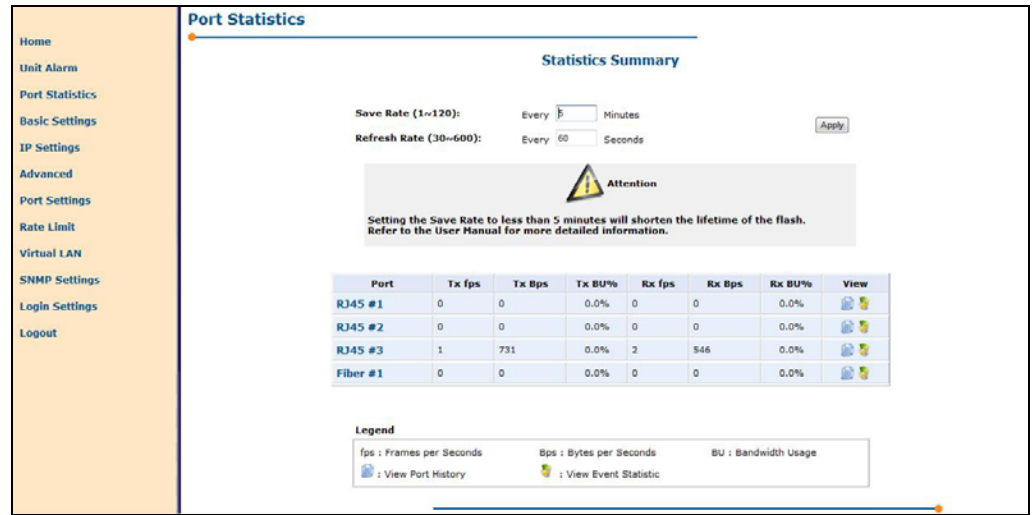 Port Statistics
Home
Unit Alarm
Port Statistics
Basic Settings
IP Settings
Advanced
Port Settings
Rate Limit
Virtual LAN
SNMP Settings
Login Settings
Logout
Statistics Summary
Save Rate (1~120): Every 5 Minutes
Apply
Refresh Rate (30~600): Every 60 Seconds
Attention
Setting the Save Rate to less than 5 minutes will shorten the lifetime of the flash.
Refer to the User Manual for more detailed information.
Port Tx fps Tx Bps Tx BU% Rx fps Rx Bps Rx BU% View
RJ45 #1 0 0 0.0% 0 0 0.0%
RJ45 #2 0 0 0.0% 0 0 0.0%
RJ45 #3 1 731 0.0% 2 546 0.0%
Fiber #1 0 0 0.0% 0 0 0.0%
Legend
fps : Frames per Seconds Bps : Bytes per Seconds BU : Bandwidth Usage
: View Port History : View Event Statistic